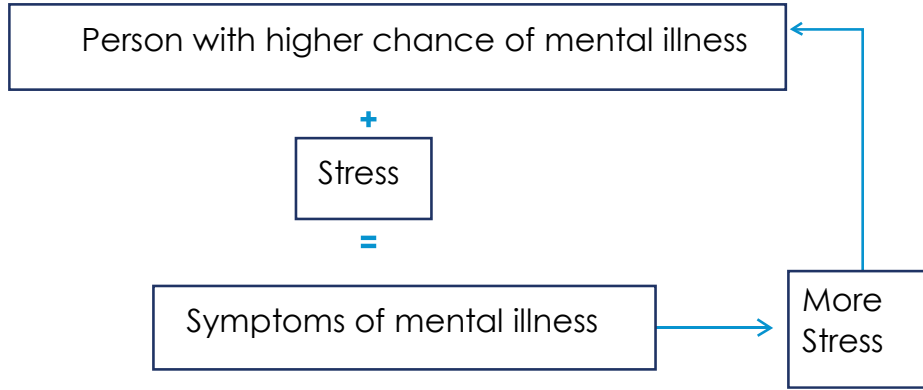 Person with higher chance of mental illness
+
Stress
=
Symptoms of mental illness
More
Stress